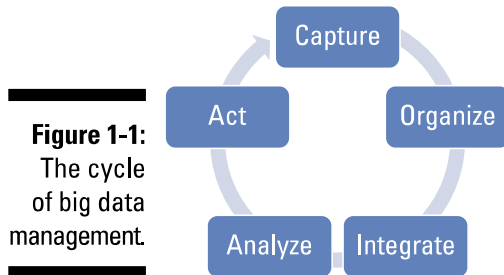 Capture
Act
Organize
Analyze
Integrate
Figure 1-1:
The cycle
of big data
management.